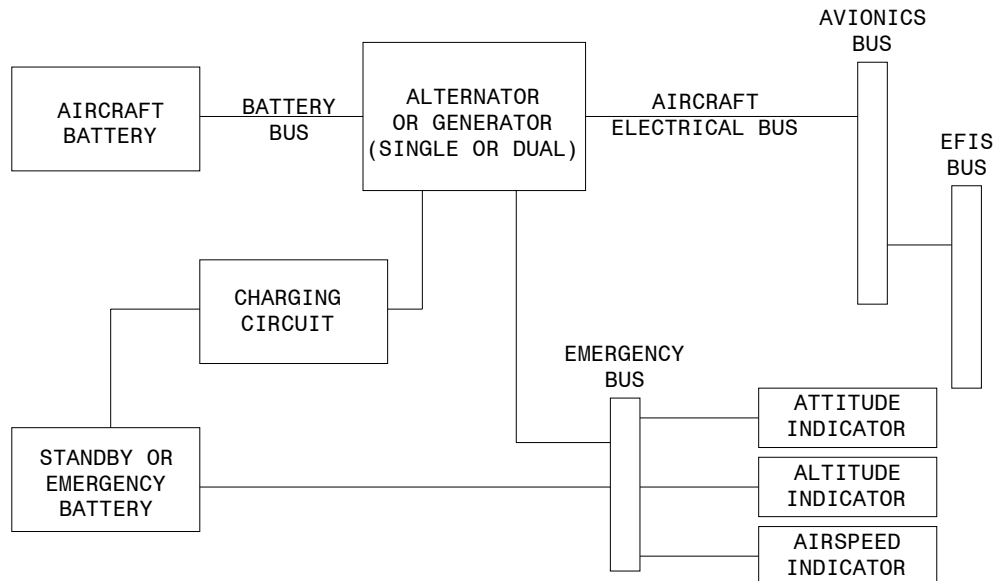 AVIONICS
BUS
AIRCRAFT
BATTERY
BATTERY
BUS
ALTERNATOR
OR GENERATOR
(SINGLE OR DUAL)
AIRCRAFT
ELECTRICAL BUS
EFIS
BUS
CHARGING
CIRCUIT
EMERGENCY
BUS
STANDBY OR
EMERGENCY
BATTERY
ATTITUDE
INDICATOR
ALTITUDE
INDICATOR
AIRSPEED
INDICATOR